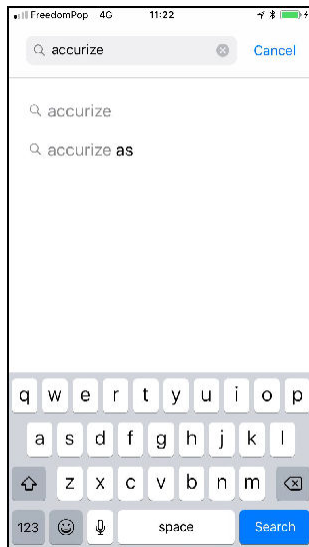 FreedomPop 4G 11:22
accurize Cancel
accurize
accurize as
q w e r t y u i o p
a s d f g h j k l
z x c v b n m
123 space Search